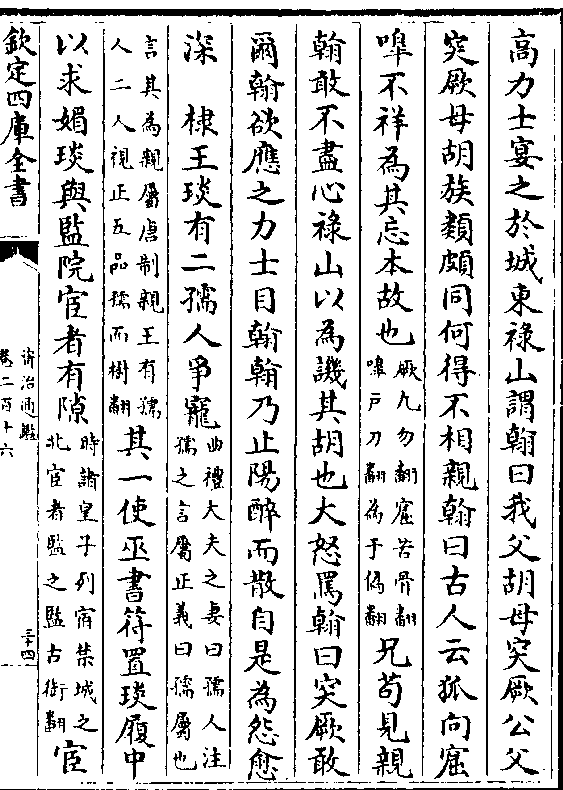 高力士宴之於城東祿山謂翰曰我父胡母突厥公父
突厥母胡族類頗同何得不相親翰曰古人云狐向窟
嘷不祥為其忘本故也厥九勿翻窟苦骨翻嘷戸刀翻為于偽翻兄苟見親
翰敢不盡心祿山以為譏其胡也大怒罵翰曰突厥敢
爾翰欲應之力士目翰翰乃止陽醉而散自是為怨愈
深　棣王琰有二孺人爭寵曲禮大夫之妻曰孺人注孺之言屬正義曰孺屬也
言其為親屬唐制親王有孺人二人視正五品孺而樹翻其一使巫書符置琰履中
以求媚琰與監院宦者有隙時諸皇子列宿禁城之北宦者監之監古銜翻宦
欽定四庫全書
資治通鑑
卷二百十六
三十四